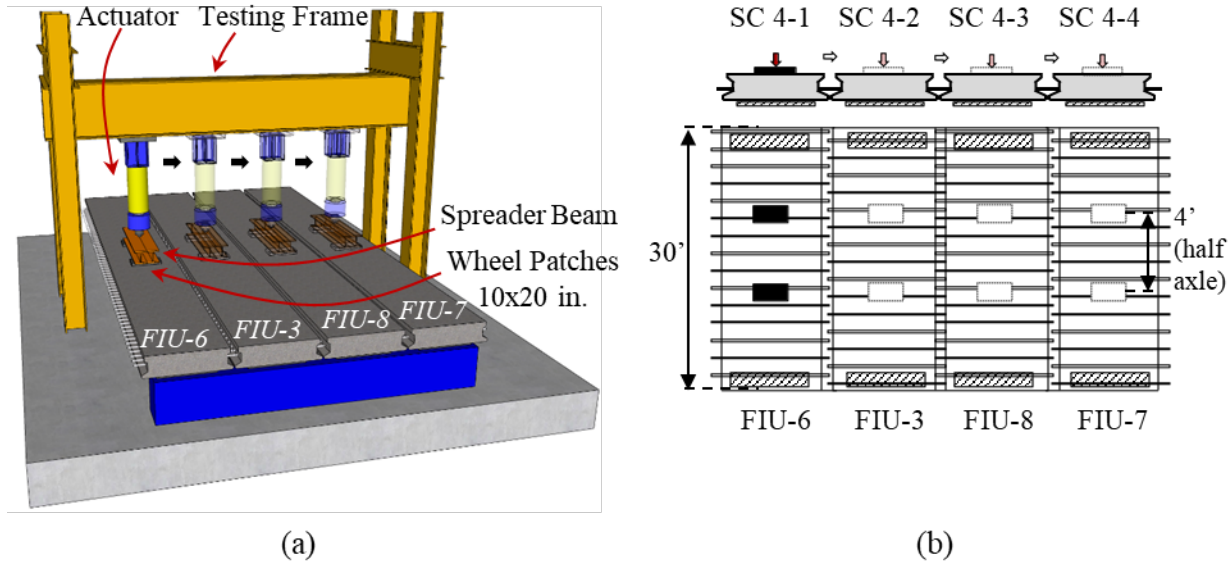 Actuator
Testing Frame
Spreader Beam
Wheel Patches
10x20 in.
FIU-6
FIU-3
FIU-8
FIU-7
(a)
SC 4-1
SC 4-2
SC 4-3
SC 4-4
30’
4’
(half
axle)
FIU-6
FIU-3
FIU-8
FIU-7
(b)